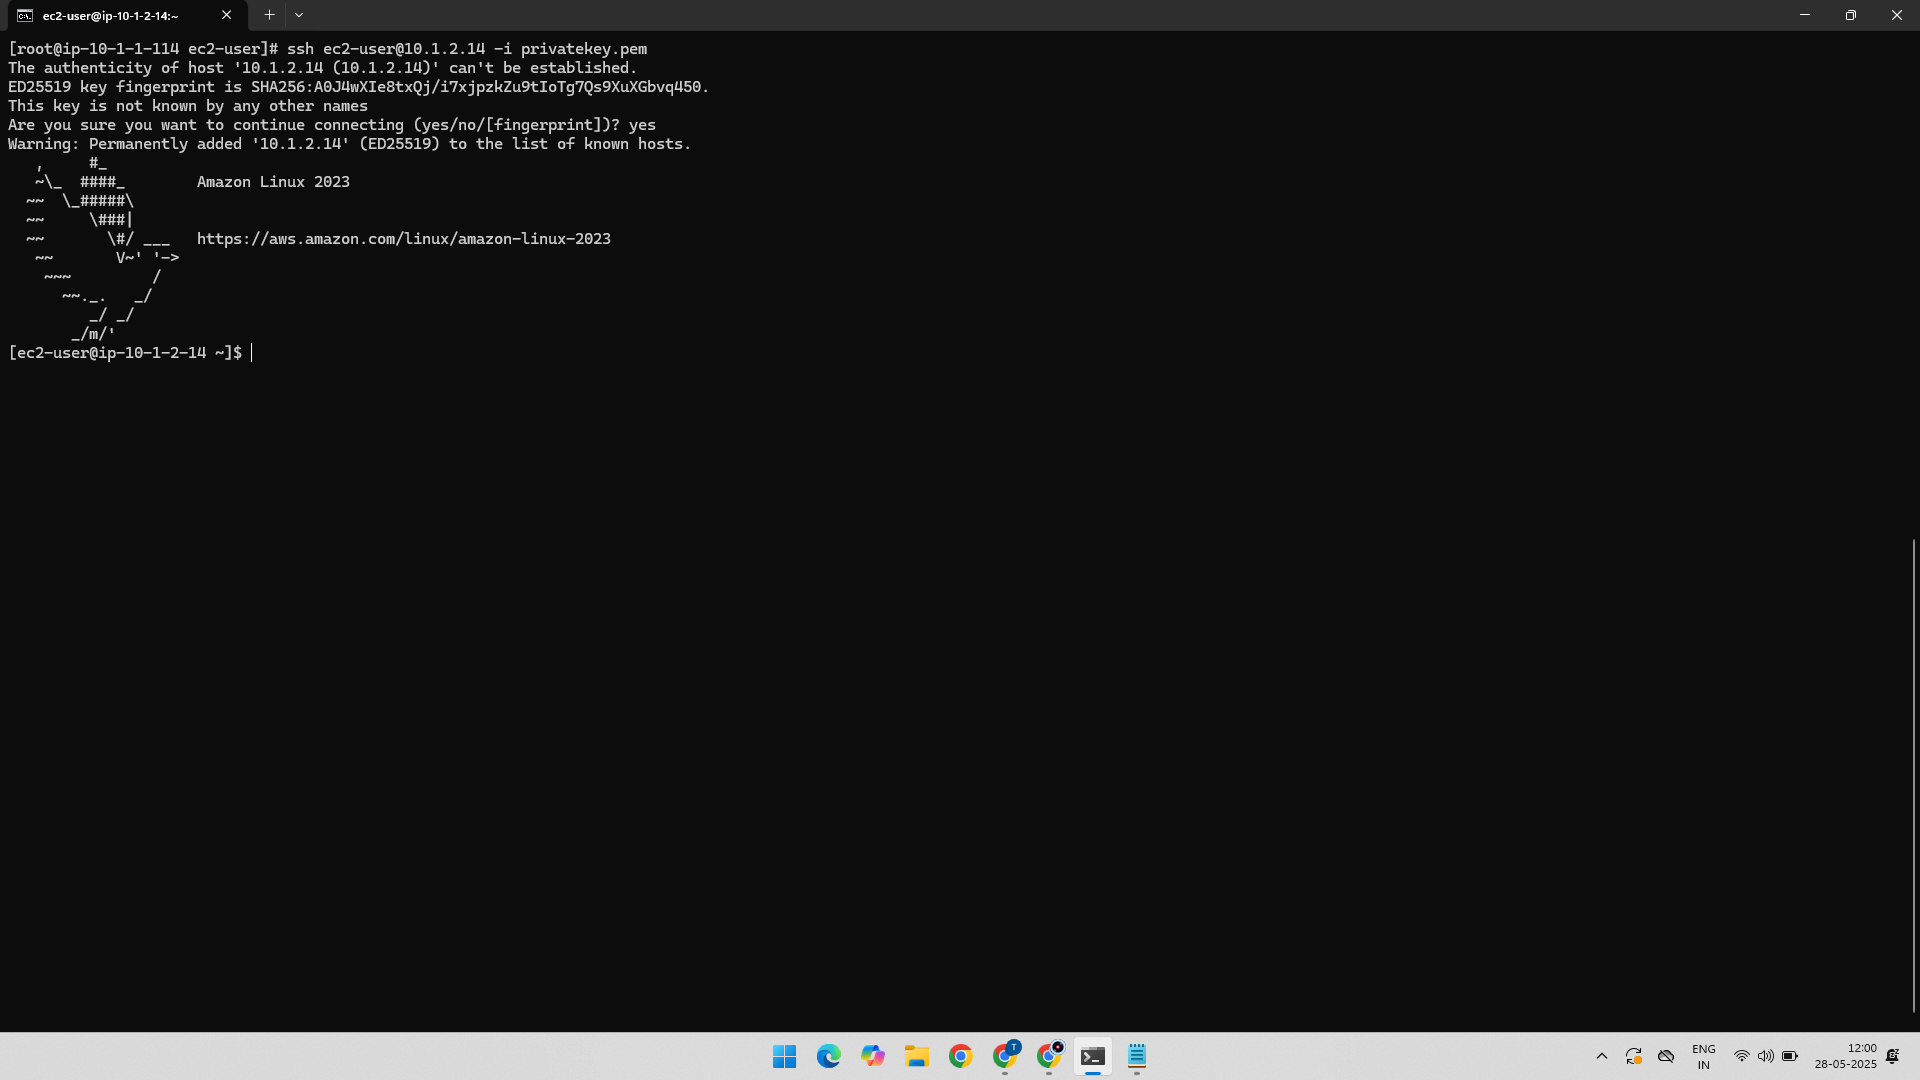 ec2-user@ip-10-1-2-14:~
[root@ip-10-1-1-114 ec2-user]# ssh ec2-user@10.1.2.14 -i privatekey.pem
The authenticity of host '10.1.2.14 (10.1.2.14)' can't be established.
ED25519 key fingerprint is SHA256:A0J4wXIe8txQj/i7xjpzkZu9tIoTg7Qs9XuXGbvq450.
This key is not known by any other names
Are you sure you want to continue connecting (yes/no/[fingerprint])? yes
Warning: Permanently added '10.1.2.14' (ED25519) to the list of known hosts.
   ,     #_
   ~\_  ####_        Amazon Linux 2023
  ~~  \_#####\
  ~~     \###|
  ~~       \#/ ___   https://aws.amazon.com/linux/amazon-linux-2023
   ~~       V~' '->
    ~~~         /
      ~~._.   _/
         _/ _/
       _/m/'
[ec2-user@ip-10-1-2-14 ~]$
T
ENG
IN
12:00
28-05-2025